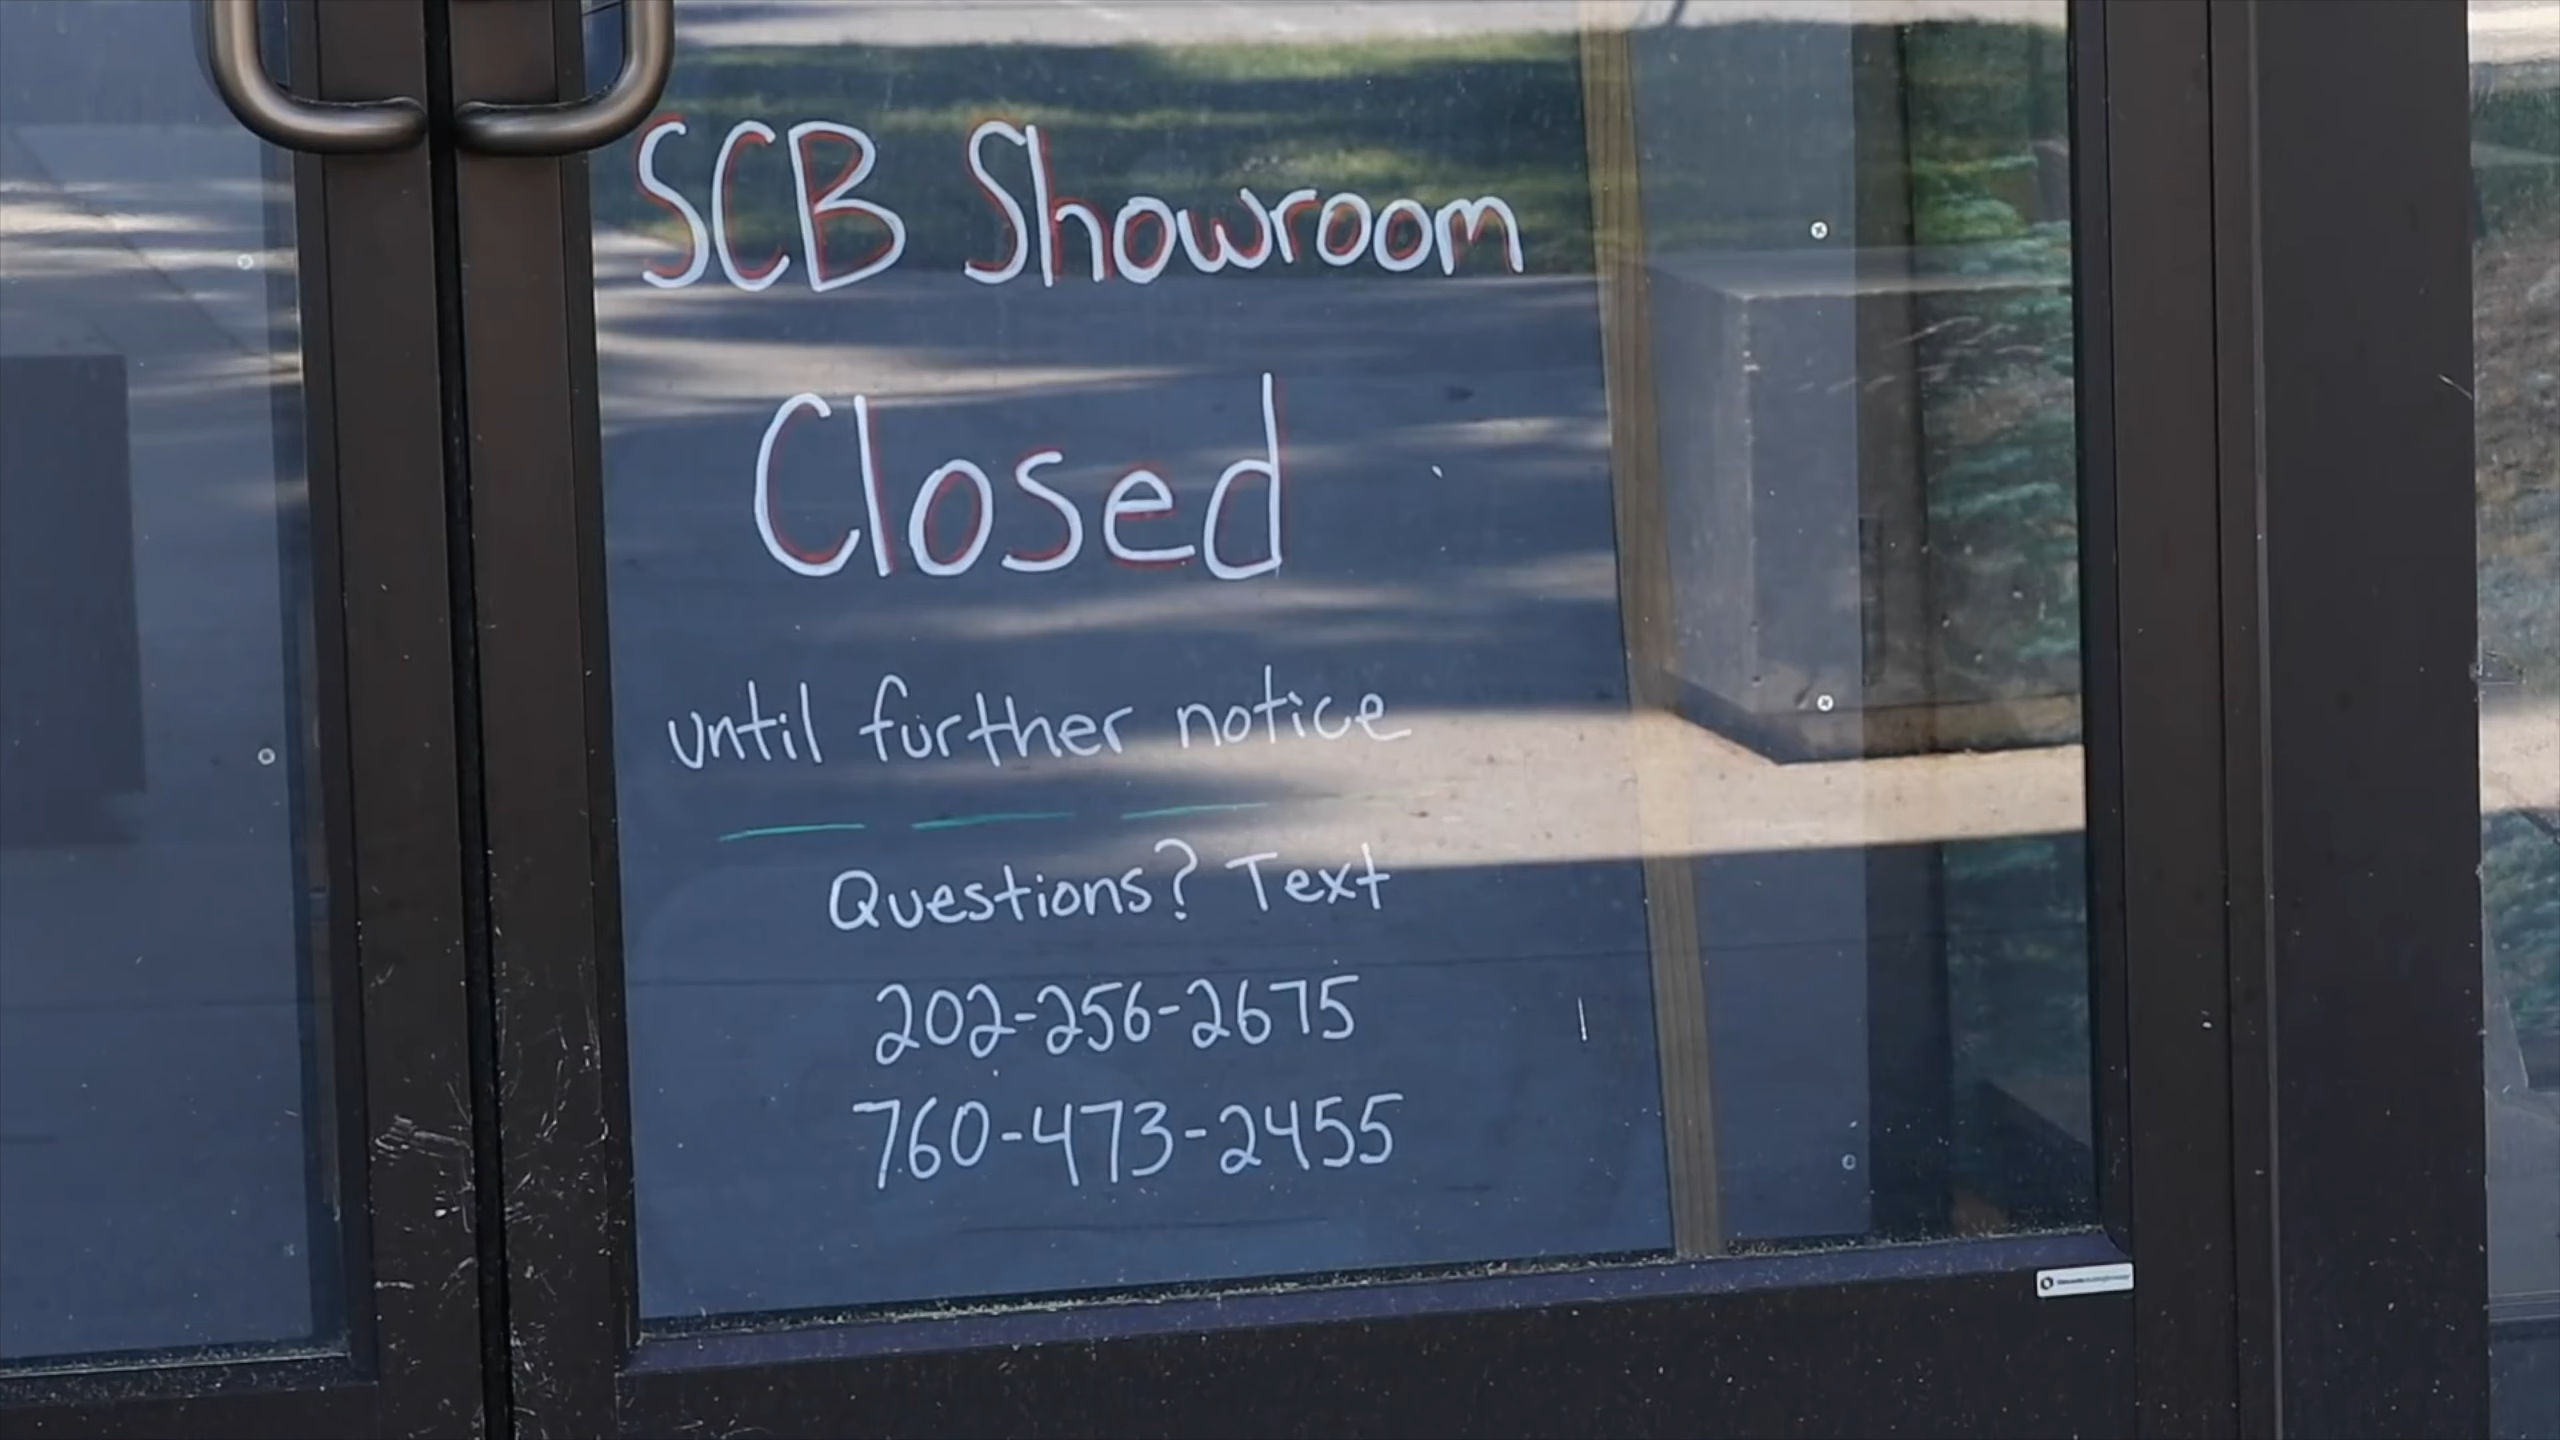 SCB Showroom
Closed
until further notice
Questions? Text
202-256-2675
760-473-2455